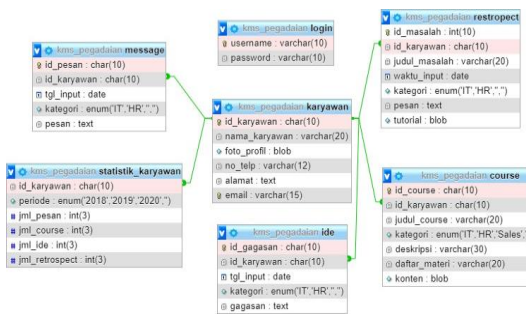 kms_pegadaian message
id_pesan : char(10)
id_karyawan : char(10)
tgl_input : date
kategori : enum('IT','HR','','')
pesan : text
kms_pegadaian login
username : varchar(10)
password : varchar(10)
kms_pegadaian restropect
id_masalah : int(10)
id_karyawan : char(10)
judul_masalah : varchar(20)
waktu_input : date
kategori : enum('IT','HR','','')
pesan : text
tutorial : blob
kms_pegadaian karyawan
id_karyawan : char(10)
nama_karyawan : varchar(20)
foto_profil : blob
no_telp : varchar(12)
alamat : text
email : varchar(15)
kms_pegadaian statistik_karyawan
id_karyawan : char(10)
periode : enum('2018','2019','2020','')
jml_pesan : int(3)
jml_course : int(3)
jml_ide : int(3)
jml_retrospect : int(3)
kms_pegadaian ide
id_gagasan : char(10)
id_karyawan : char(10)
tgl_input : date
kategori : enum('IT','HR','','')
gagasan : text
kms_pegadaian course
id_course : char(10)
id_karyawan : char(10)
judul_course : varchar(20)
kategori : enum('IT','HR','Sales','
deskripsi : varchar(30)
daftar_materi : varchar(20)
konten : blob